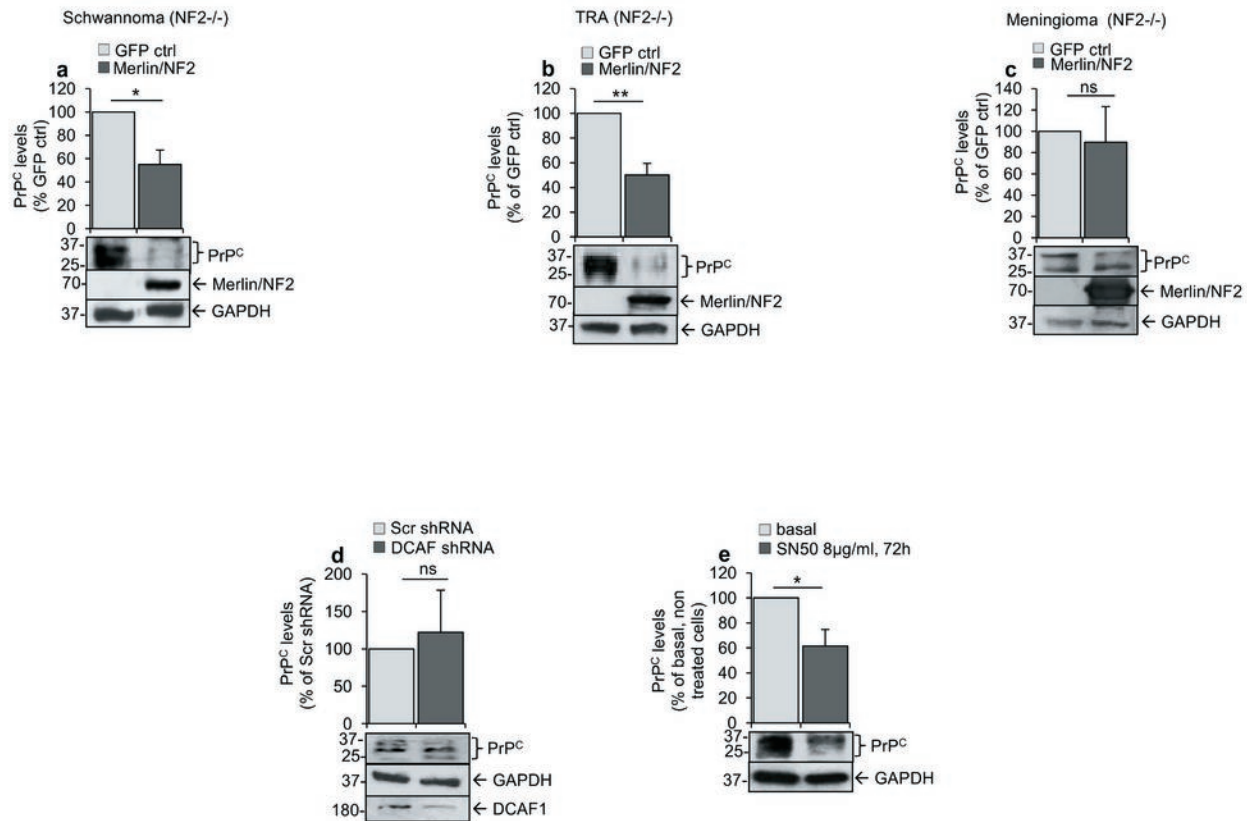 Schwannoma (NF2-/-)
GFP ctrl
Merlin/NF2
a
*
120
100
80
60
40
20
0
PrPᶜ levels
(% GFP ctrl)
37-
25-
PrPᶜ
70-
← Merlin/NF2
37-
← GAPDH
TRA (NF2-/-)
GFP ctrl
Merlin/NF2
b
**
120
100
80
60
40
20
0
PrPᶜ levels
(% of GFP ctrl)
37-
25-
PrPᶜ
70-
← Merlin/NF2
37-
← GAPDH
Meningioma (NF2-/-)
GFP ctrl
Merlin/NF2
c
ns
140
120
100
80
60
40
20
0
PrPᶜ levels
(% of GFP ctrl)
37-
25-
PrPᶜ
70-
← Merlin/NF2
37-
← GAPDH
Scr shRNA
DCAF shRNA
d
ns
200
150
100
50
0
PrPᶜ levels
(% of Scr shRNA)
37-
25-
PrPᶜ
37-
← GAPDH
180-
← DCAF1
basal
SN50 8µg/ml, 72h
e
*
120
100
80
60
40
20
0
PrPᶜ levels
(% of basal, non
treated cells)
37-
25-
PrPᶜ
37-
← GAPDH